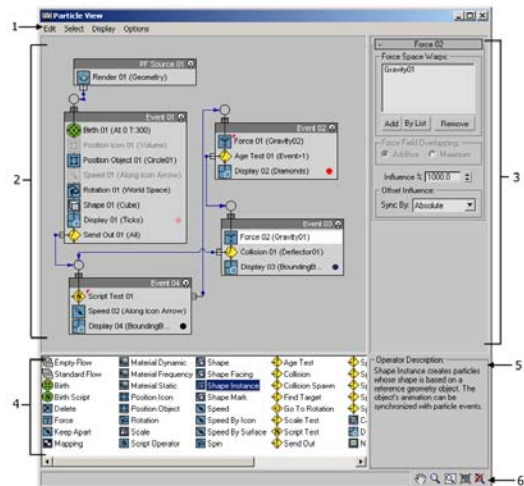 Particle View
1
Edit Select Display Options
2
PF Source 01
Render 01 (Geometry)
Event 01
Birth 01 (At 0 T:300)
Position Icon 01 (Volume)
Position Object 01 (Circle01)
Speed 01 (Along Icon Arrow)
Rotation 01 (World Space)
Shape 01 (Cube)
Display 01 (Ticks)
Send Out 01 (All)
Event 02
Force 01 (Gravity02)
Age Test 01 (Event>1)
Display 02 (Diamonds)
Event 03
Force 02 (Gravity01)
Collision 01 (Deflector01)
Display 03 (BoundingB...
Event 04
Script Test 01
Speed 02 (Along Icon Arrow)
Display 04 (BoundingB...
3
- Force 02
Force Space Warps:
Gravity01
Add By List Remove
Force Field Overlapping:
Additive Maximum
Influence % 1000.0
Offset Influence:
Sync By: Absolute
4
Empty Flow
Standard Flow
Birth
Birth Script
Delete
Force
Keep Apart
Mapping
Material Dynamic
Material Frequency
Material Static
Position Icon
Position Object
Rotation
Scale
Script Operator
Shape
Shape Facing
Shape Instance
Shape Mark
Speed
Speed By Icon
Speed By Surface
Spin
Age Test
Collision
Collision Spawn
Find Target
Go To Rotation
Scale Test
Script Test
Send Out
Sp
Sp
Sp
Sp
Sp
C
D
N
Operator Description:
Shape Instance creates particles
whose shape is based on a
reference geometry object. The
object's animation can be
synchronized with particle events.
5
6